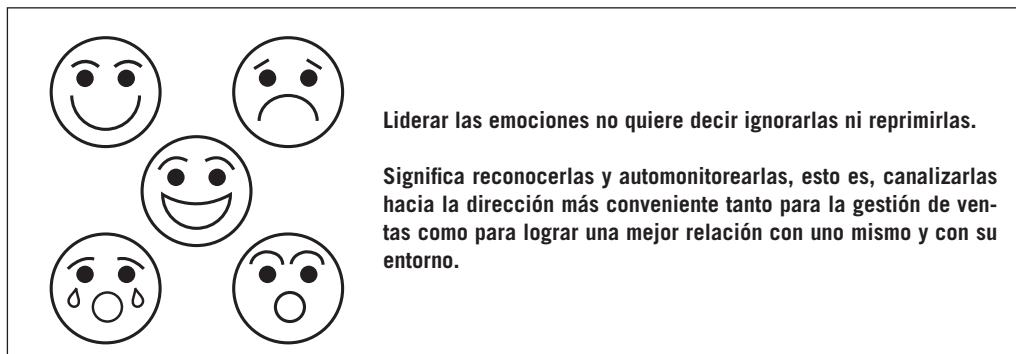 Liderar las emociones no quiere decir ignorarlas ni reprimirlas.
Significa reconocerlas y automonitorearlas, esto es, canalizarlas
hacia la dirección más conveniente tanto para la gestión de ven-
tas como para lograr una mejor relación con uno mismo y con su
entorno.